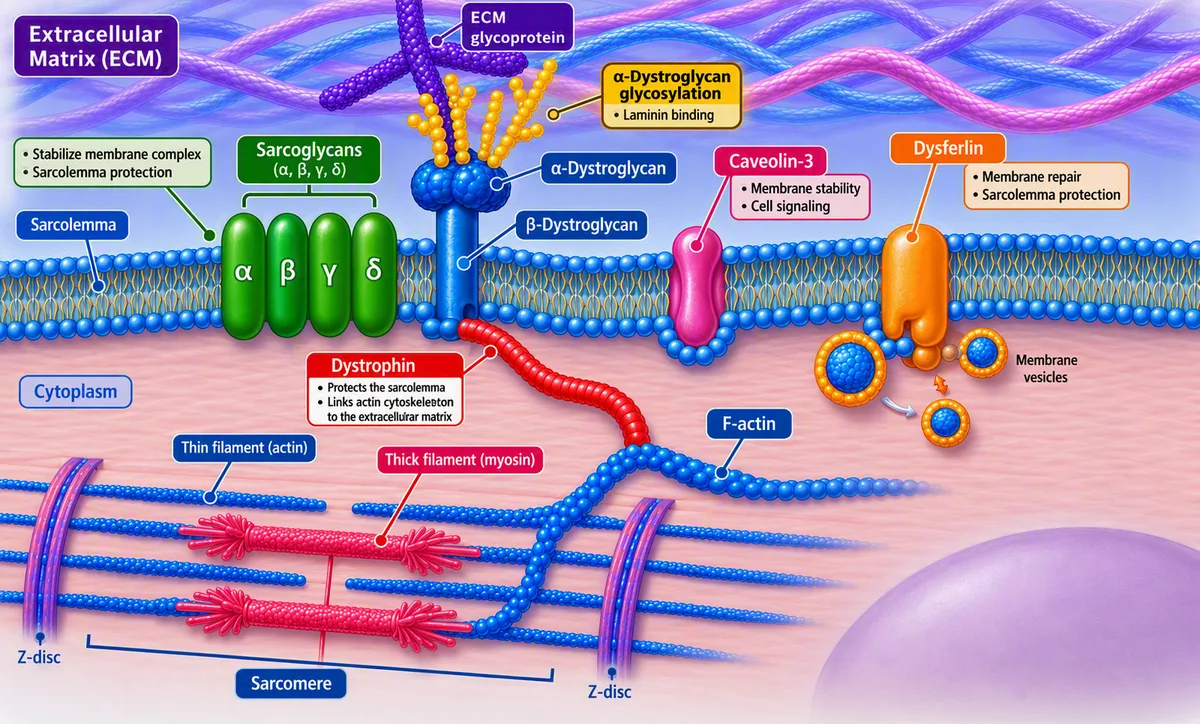 Extracellular
Matrix (ECM)
ECM
glycoprotein
α-Dystroglycan
glycosylation
• Laminin binding
• Stabilize membrane complex
• Sarcolemma protection
Sarcoglycans
(α, β, γ, δ)
α-Dystroglycan
Caveolin-3
• Membrane stability
• Cell signaling
Dysferlin
• Membrane repair
• Sarcolemma protection
Sarcolemma
β-Dystroglycan
α β γ δ
Dystrophin
• Protects the sarcolemma
• Links actin cytoskeleton
to the extracellular matrix
Membrane
vesicles
Cytoplasm
F-actin
Thin filament (actin)
Thick filament (myosin)
Z-disc
Sarcomere
Z-disc